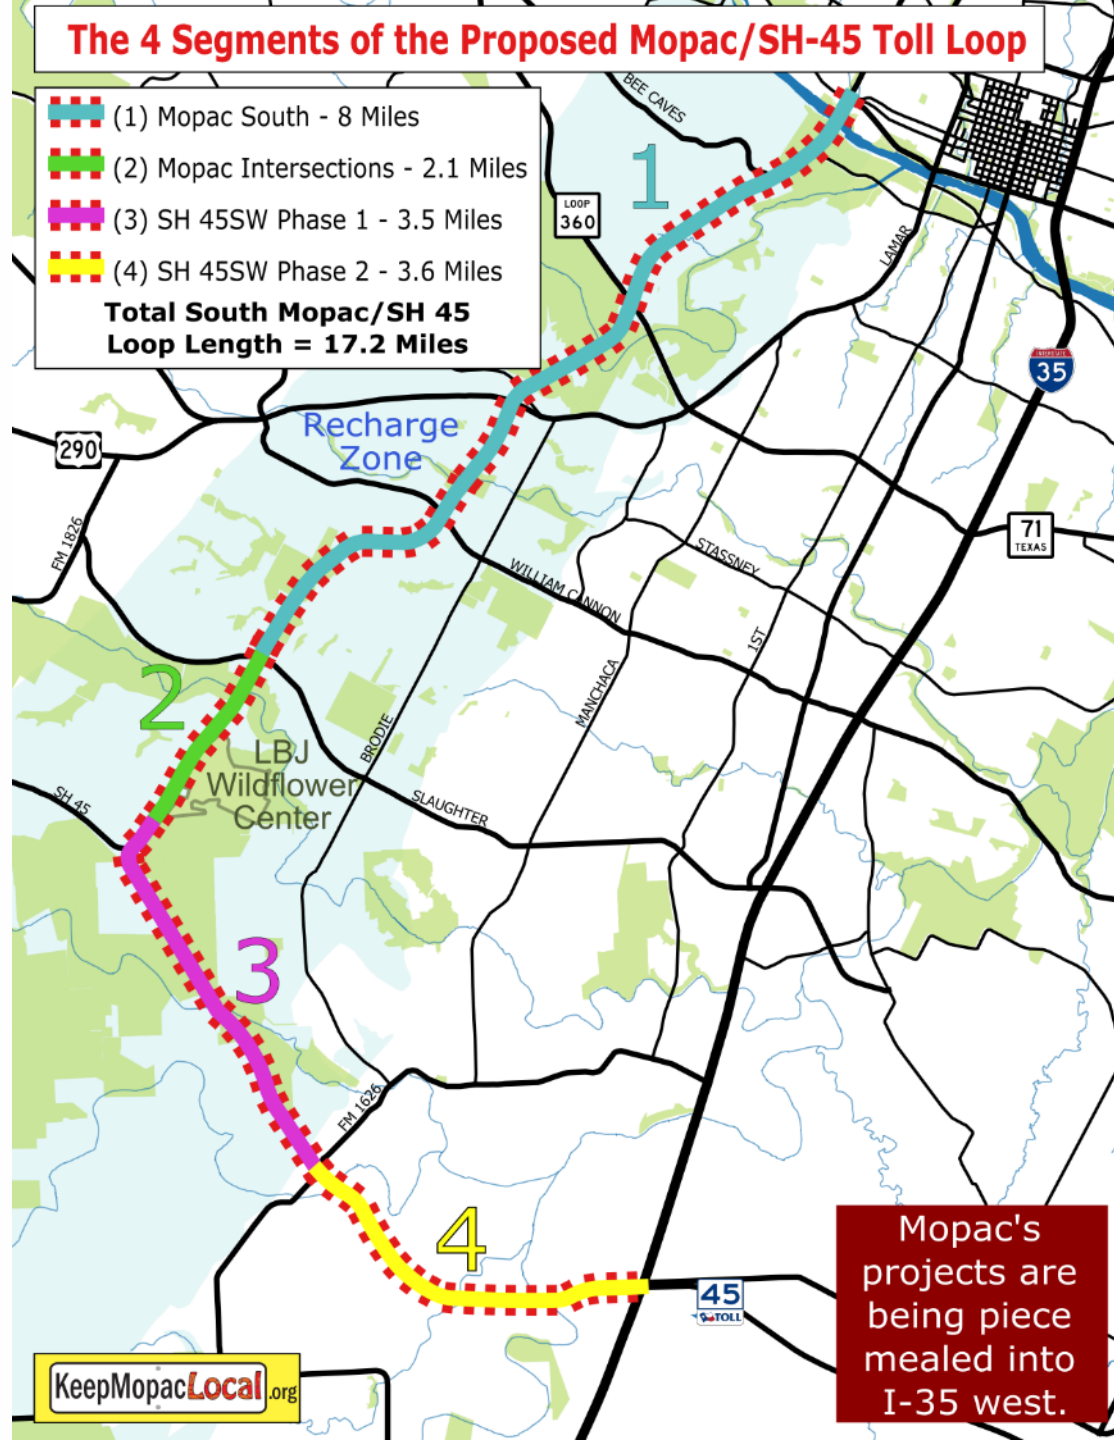 The 4 Segments of the Proposed Mopac/SH-45 Toll Loop
(1) Mopac South - 8 Miles
(2) Mopac Intersections - 2.1 Miles
(3) SH 45SW Phase 1 - 3.5 Miles
(4) SH 45SW Phase 2 - 3.6 Miles
Total South Mopac/SH 45
Loop Length = 17.2 Miles
BEE CAVES
1
LOOP
360
LAMAR
INTERSTATE
35
Recharge
Zone
290
FM 1826
71
TEXAS
STASSNEY
WILLIAM CANNON
1ST
MANCHACA
2
BRODIE
LBJ
Wildflower
Center
SH 45
SLAUGHTER
3
FM 1626
4
45
TOLL
Mopac's
projects are
being piece
mealed into
I-35 west.
KeepMopacLocal.org